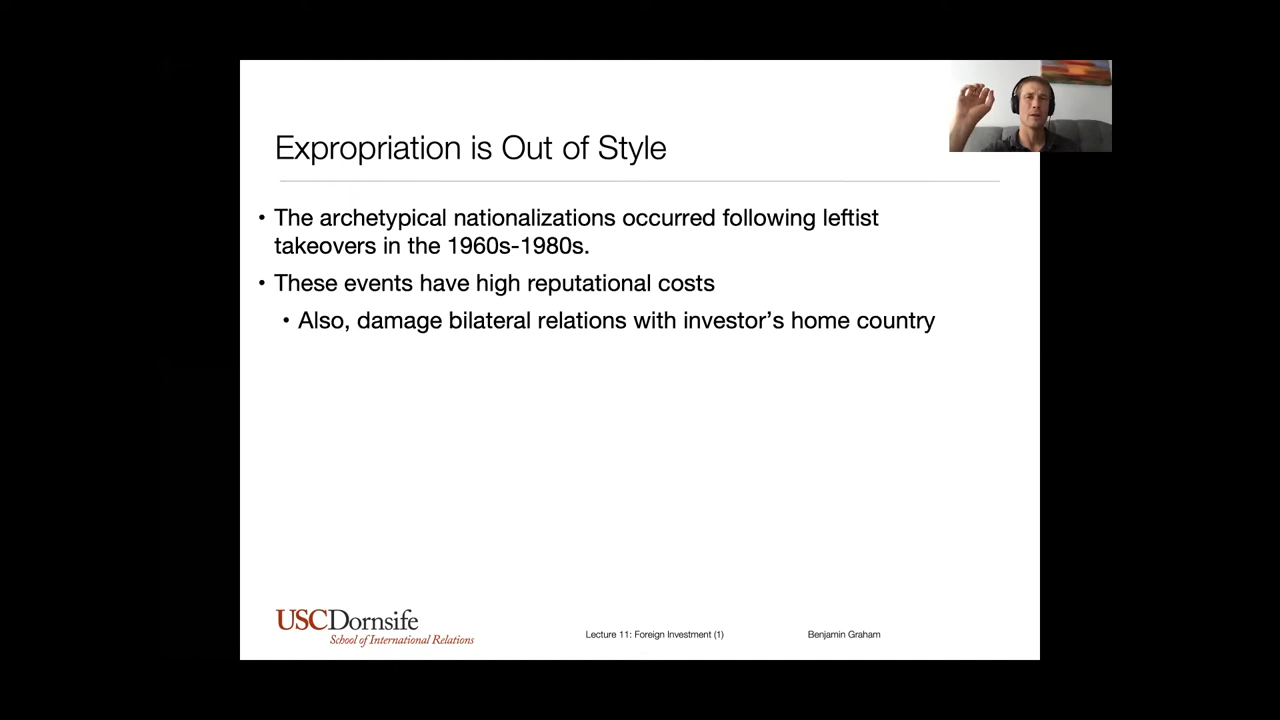 Expropriation is Out of Style
• The archetypical nationalizations occurred following leftist
takeovers in the 1960s-1980s.
• These events have high reputational costs
• Also, damage bilateral relations with investor’s home country
USCDornsife
School of International Relations
Lecture 11: Foreign Investment (1)
Benjamin Graham